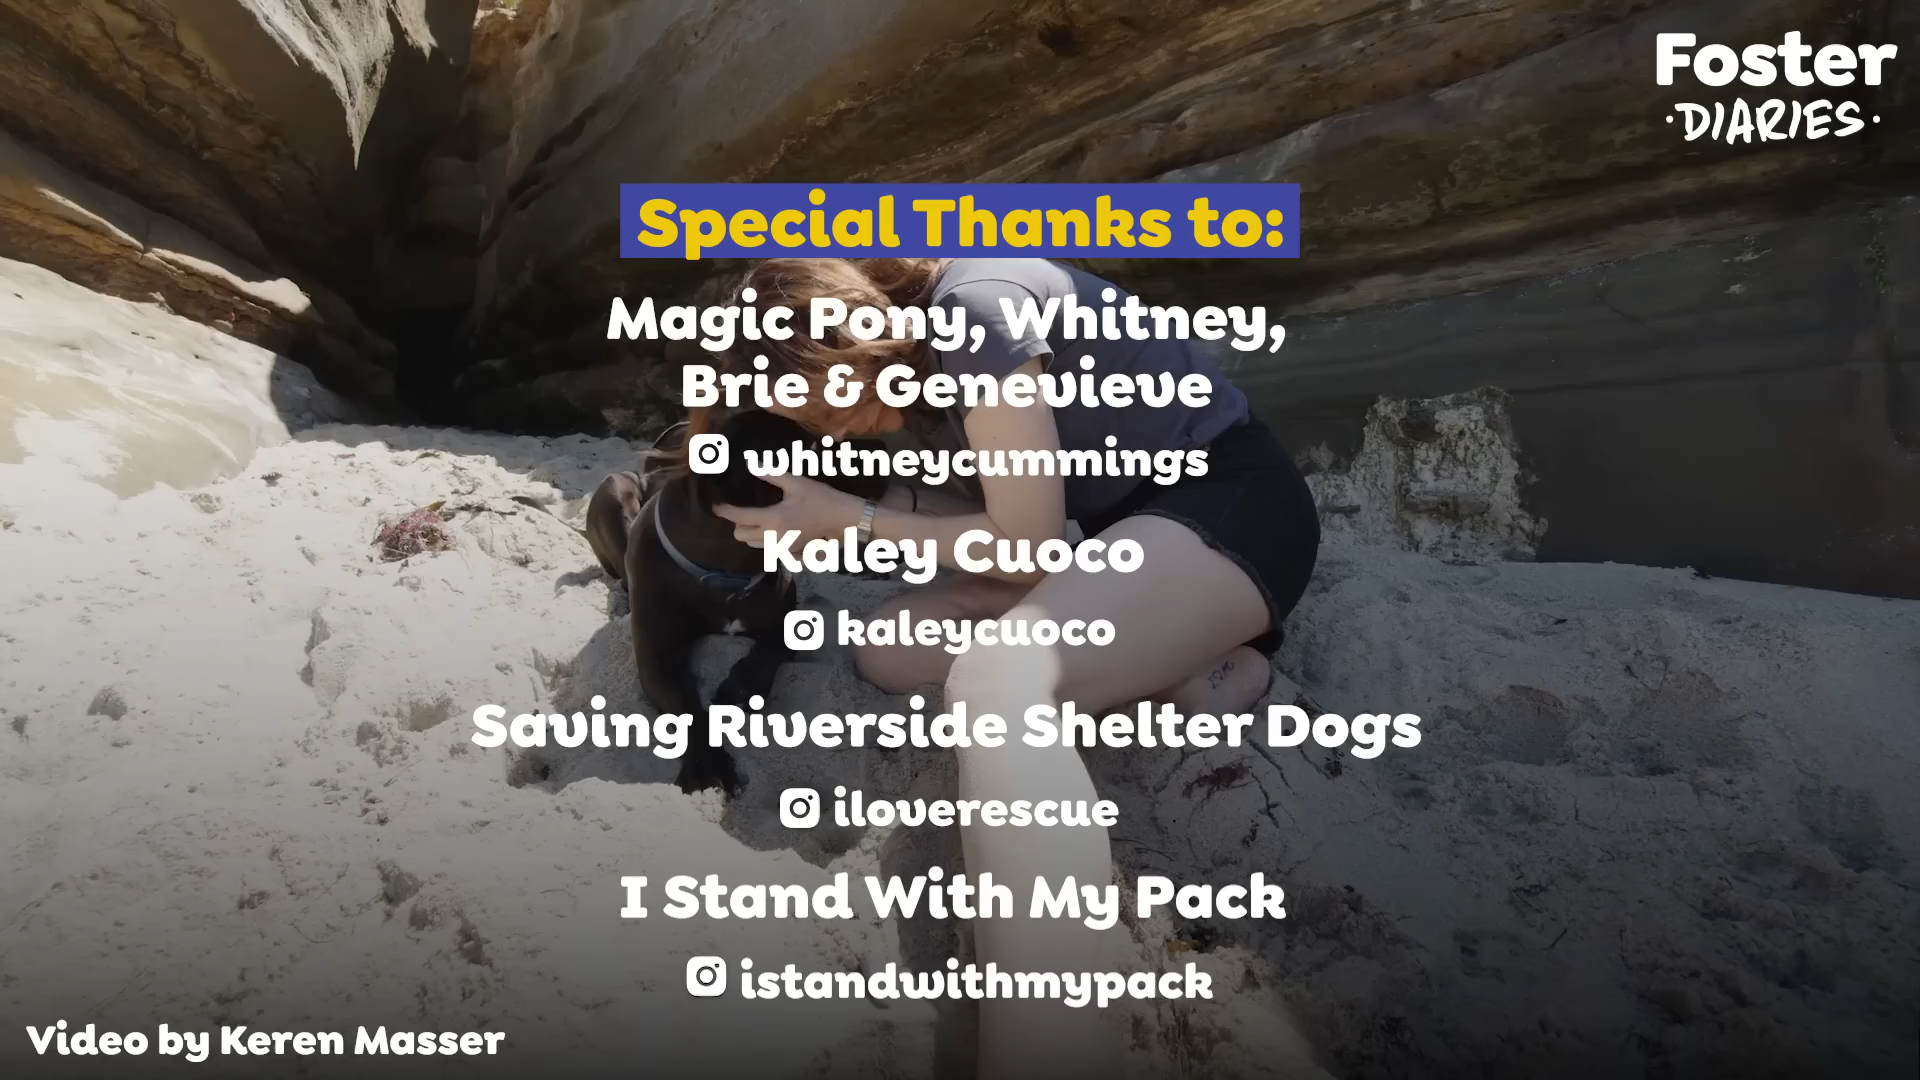 Foster
·DIARIES·
Special Thanks to:
Magic Pony, Whitney,
Brie & Genevieve
whitneycummings
Kaley Cuoco
kaleycuoco
Saving Riverside Shelter Dogs
iloverescue
I Stand With My Pack
istandwithmypack
Video by Keren Masser